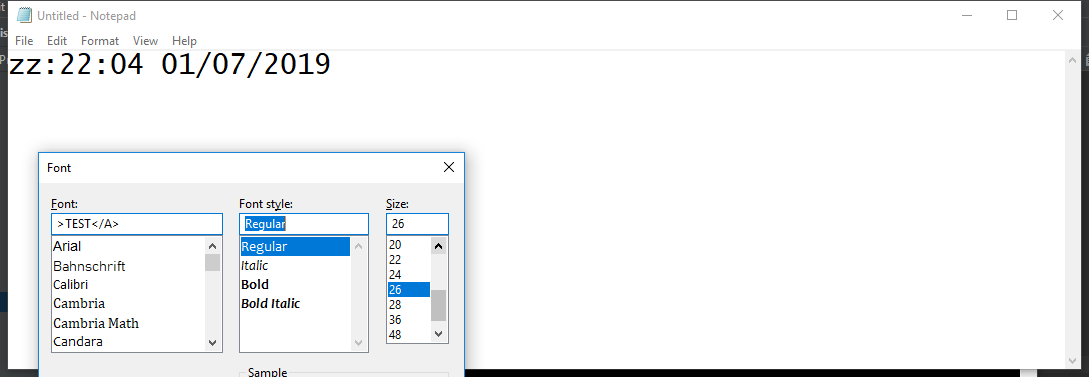 Untitled - Notepad
File Edit Format View Help
zz:22:04 01/07/2019
Font
Font: Font style: Size:
>TEST</A> Regular 26
Arial Regular 20
Bahnschrift Italic 22
Calibri Bold 24
Cambria Bold Italic 26
Cambria Math 28
Candara 36
48
Sample